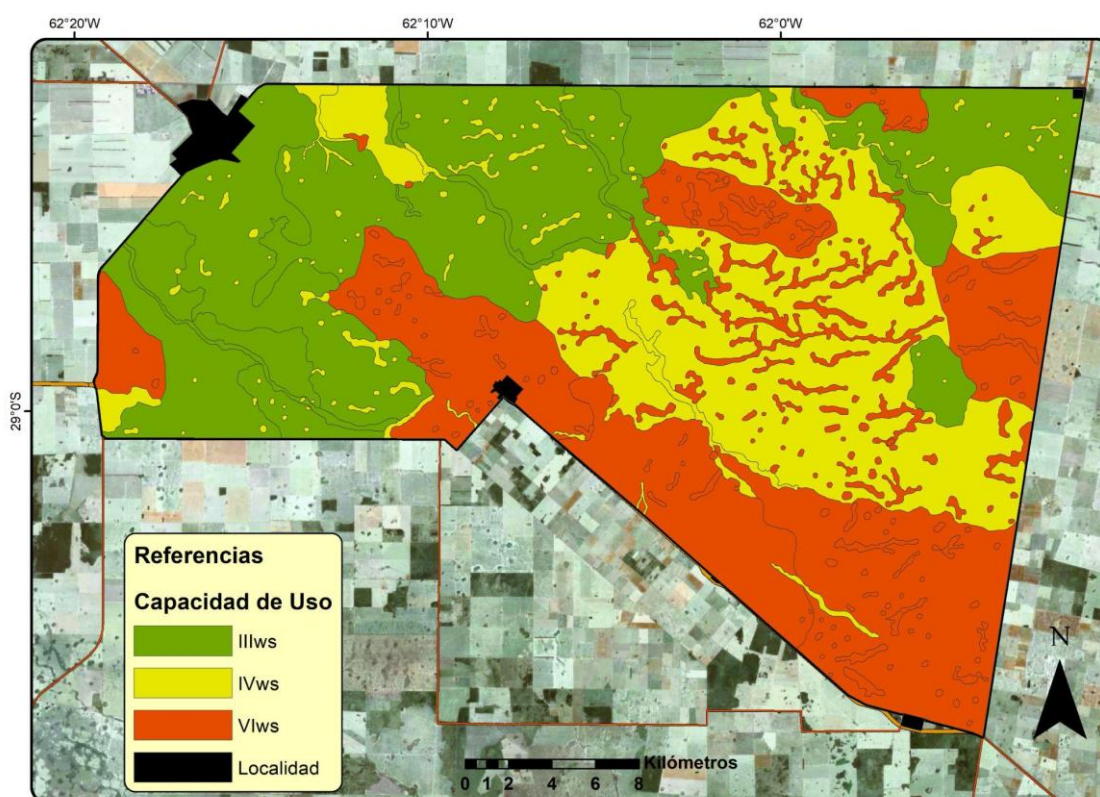 62°20'W 62°10'W 62°0'W
29°0'S
Referencias
Capacidad de Uso
IIIws
IVws
VIws
Localidad
N
Kilómetros
0 1 2 4 6 8